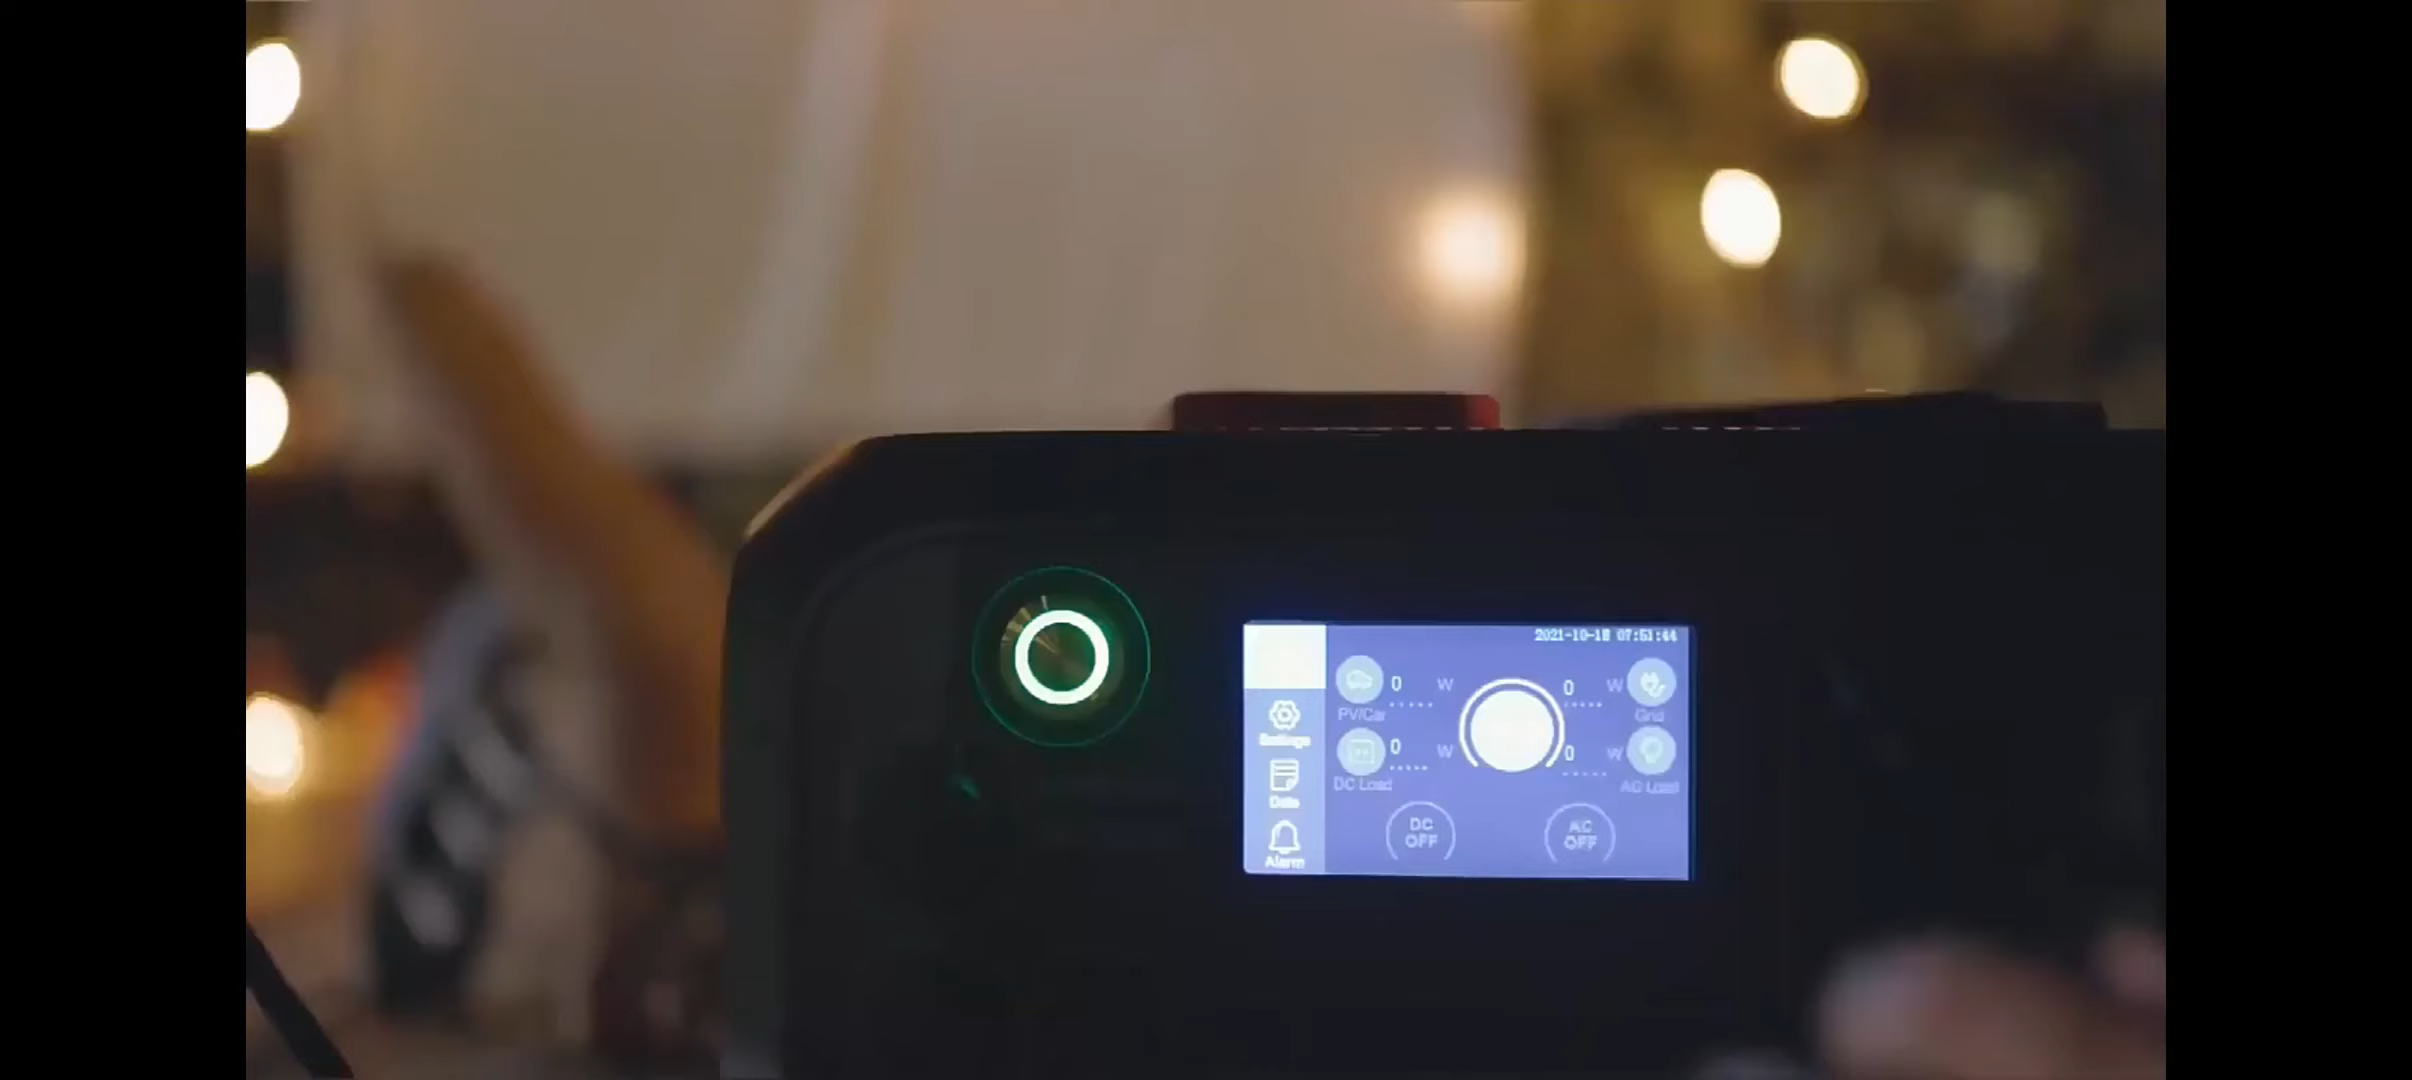 2021-10-18 07:51:44
0 W
PV/Car
0 W
Grid
Settings
0 W
DC Load
0 W
AC Load
Data
DC OFF
AC OFF
Alarm